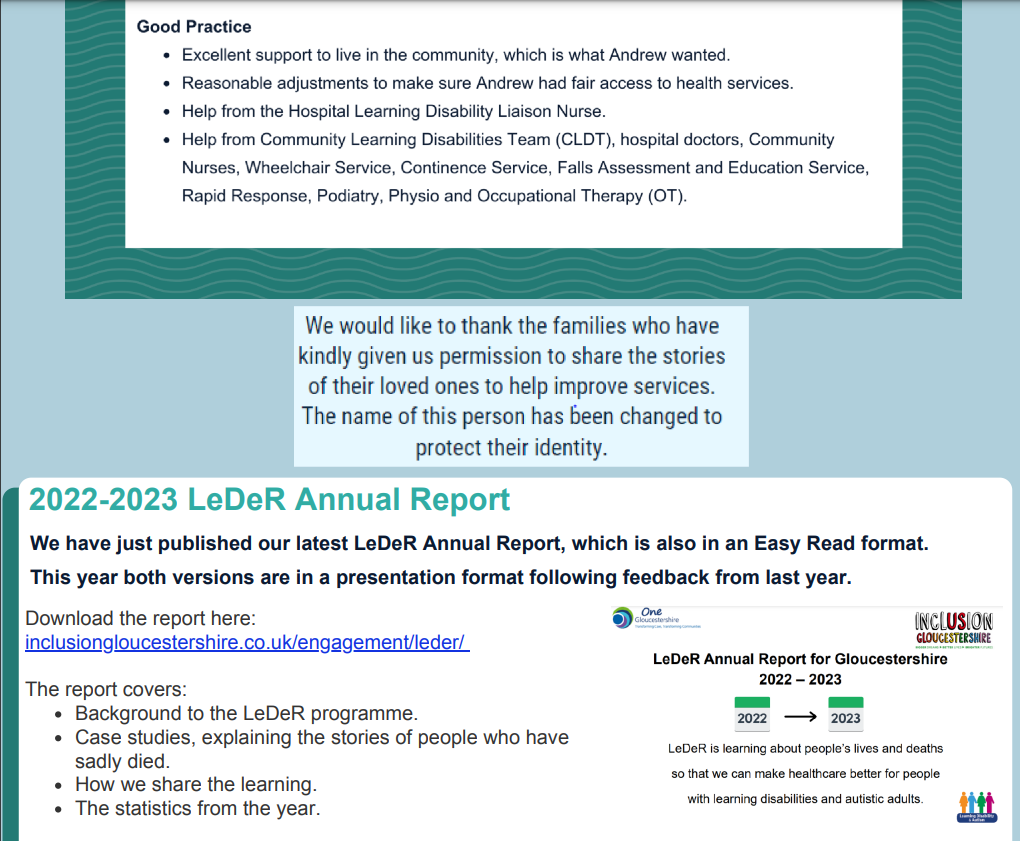 Good Practice
• Excellent support to live in the community, which is what Andrew wanted.
• Reasonable adjustments to make sure Andrew had fair access to health services.
• Help from the Hospital Learning Disability Liaison Nurse.
• Help from Community Learning Disabilities Team (CLDT), hospital doctors, Community
Nurses, Wheelchair Service, Continence Service, Falls Assessment and Education Service,
Rapid Response, Podiatry, Physio and Occupational Therapy (OT).
We would like to thank the families who have
kindly given us permission to share the stories
of their loved ones to help improve services.
The name of this person has been changed to
protect their identity.
2022-2023 LeDeR Annual Report
We have just published our latest LeDeR Annual Report, which is also in an Easy Read format.
This year both versions are in a presentation format following feedback from last year.
Download the report here:
inclusiongloucestershire.co.uk/engagement/leder/
The report covers:
• Background to the LeDeR programme.
• Case studies, explaining the stories of people who have
sadly died.
• How we share the learning.
• The statistics from the year.
One
Gloucestershire
INCLUSION
GLOUCESTERSHIRE
LeDeR Annual Report for Gloucestershire
2022 – 2023
2022 2023
LeDeR is learning about people's lives and deaths
so that we can make healthcare better for people
with learning disabilities and autistic adults.
Learning Disability
& Autism